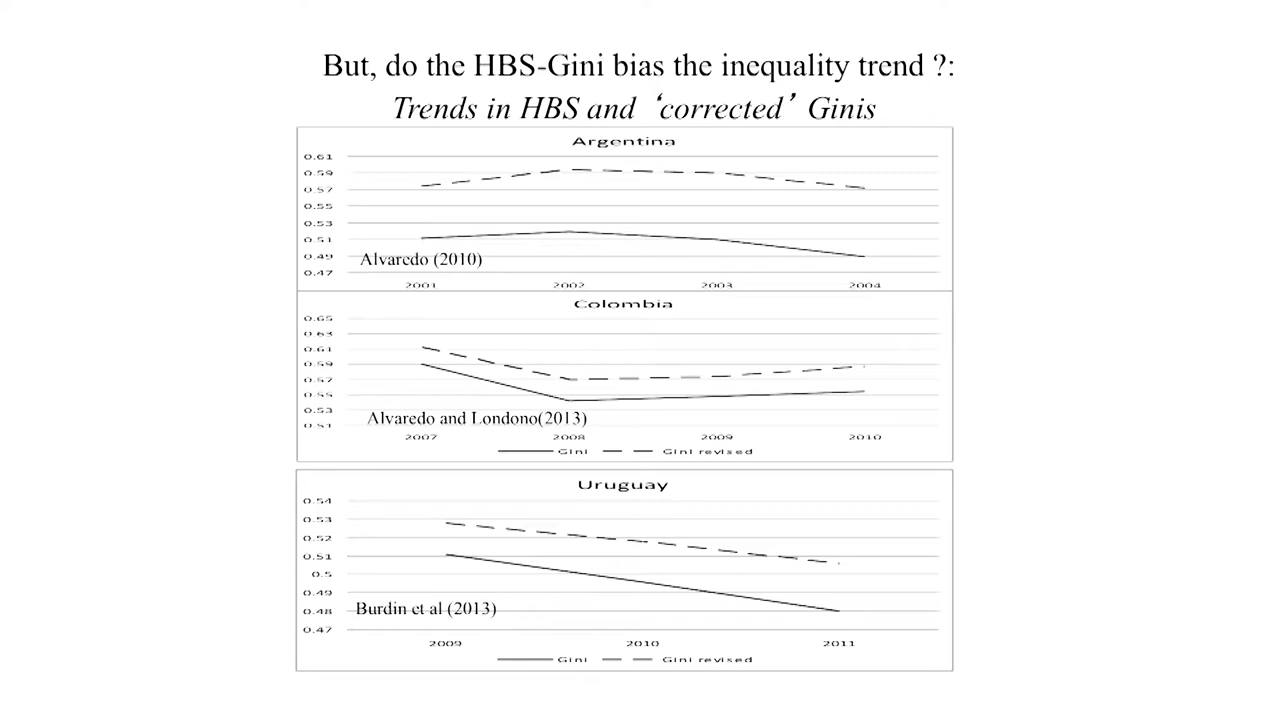 But, do the HBS-Gini bias the inequality trend ?:
Trends in HBS and ‘corrected’ Ginis
Argentina
0.61
0.59
0.57
0.55
0.53
0.51
0.49
0.47
Alvaredo (2010)
2001 2002 2003 2004
Colombia
0.65
0.63
0.61
0.59
0.57
0.55
0.53
0.51
Alvaredo and Londono(2013)
2007 2008 2009 2010
Gini Gini revised
Uruguay
0.54
0.53
0.52
0.51
0.5
0.49
0.48
0.47
Burdin et al (2013)
2009 2010 2011
Gini Gini revised